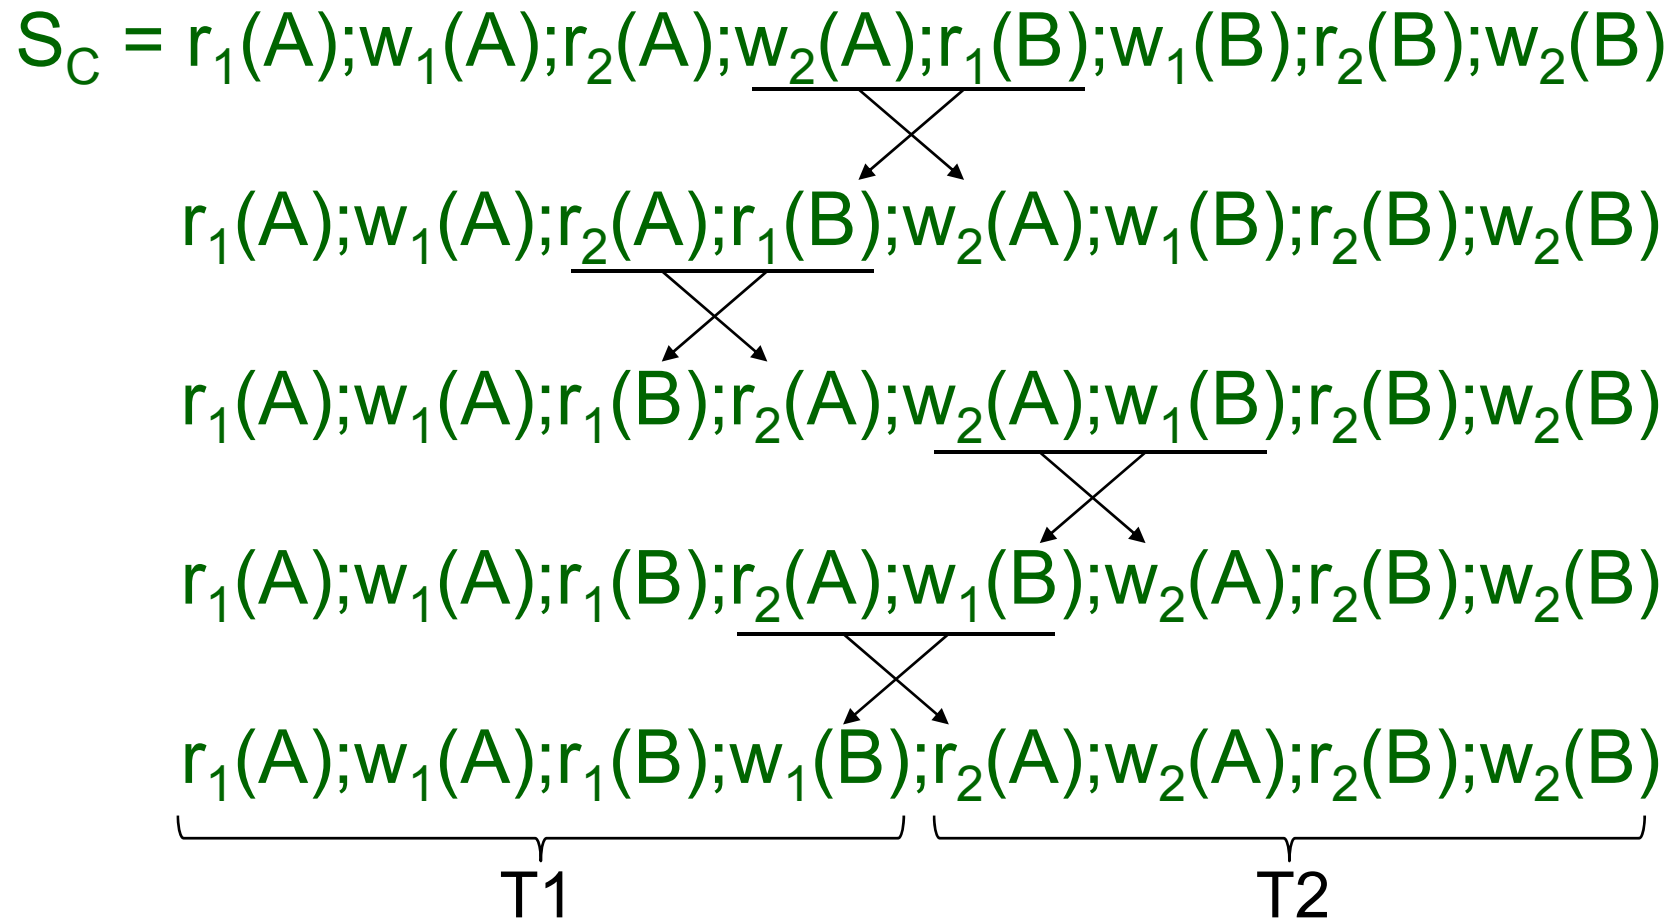 S_C = r₁(A);w₁(A);r₂(A);w₂(A);r₁(B);w₁(B);r₂(B);w₂(B)
r₁(A);w₁(A);r₂(A);r₁(B);w₂(A);w₁(B);r₂(B);w₂(B)
r₁(A);w₁(A);r₁(B);r₂(A);w₂(A);w₁(B);r₂(B);w₂(B)
r₁(A);w₁(A);r₁(B);r₂(A);w₁(B);w₂(A);r₂(B);w₂(B)
r₁(A);w₁(A);r₁(B);w₁(B);r₂(A);w₂(A);r₂(B);w₂(B)
T1 T2